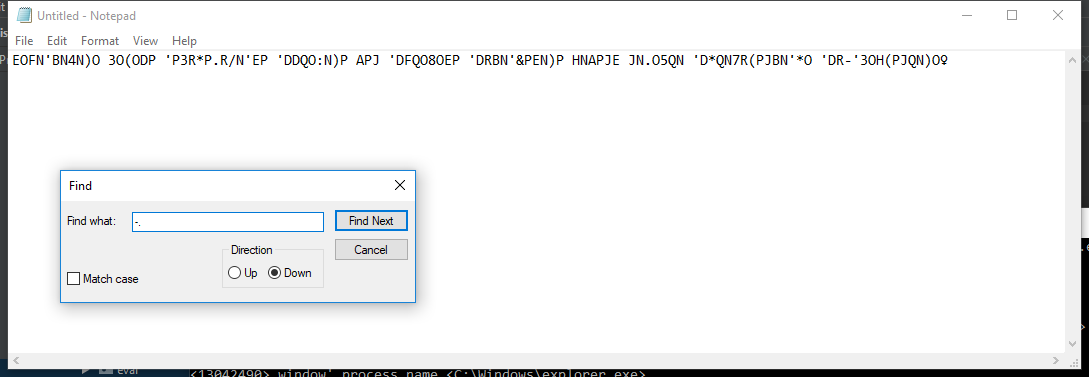 Untitled - Notepad
File Edit Format View Help
EOFN'BN4N)O 3O(ODP 'P3R*P.R/N'EP 'DDQO:N)P APJ 'DFQO8OEP 'DRBN'&PEN)P HNAPJE JN.O5QN 'D*QN7R(PJBN'*O 'DR-'3OH(PJQN)O♀
Find
Find what: -.
Find Next
Direction
Cancel
Up Down
Match case
eval
<13042490> window' process name <C:\Windows\explorer.exe>